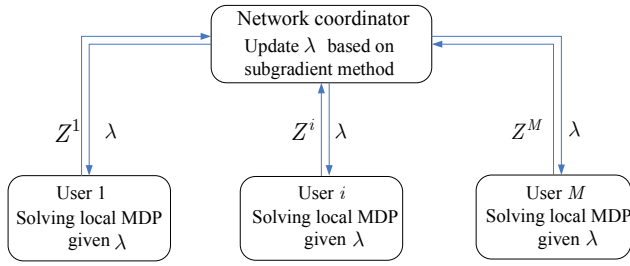 Network coordinator
Update λ based on
subgradient method
Z^1
λ
Z^i
λ
Z^M
λ
User 1
Solving local MDP
given λ
User i
Solving local MDP
given λ
User M
Solving local MDP
given λ